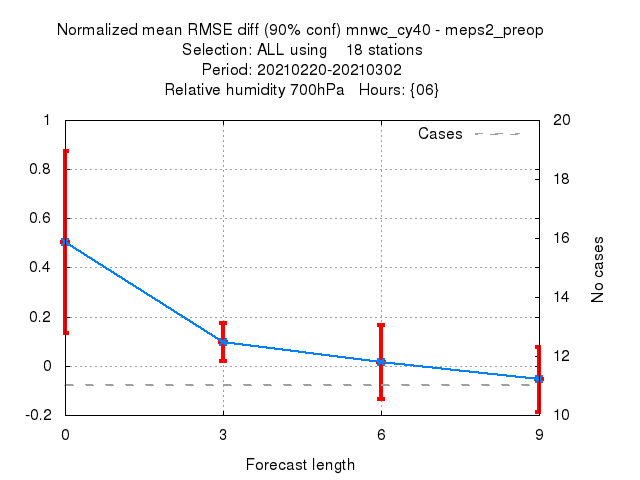 Normalized mean RMSE diff (90% conf) mnwc_cy40 - meps2_preop
Selection: ALL using 18 stations
Period: 20210220-20210302
Relative humidity 700hPa Hours: {06}
1
0.8
0.6
0.4
0.2
0
-0.2
Cases
20
18
16
14
12
10
No cases
0 3 6 9
Forecast length